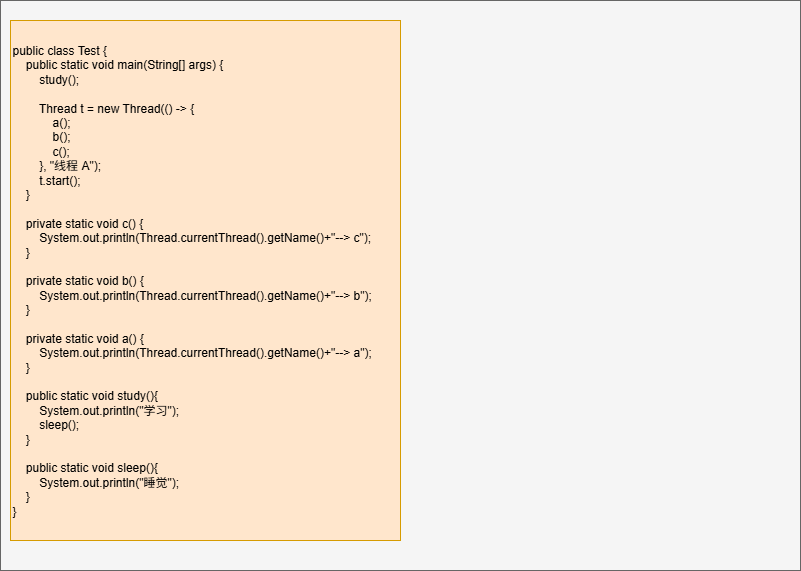 public class Test {
    public static void main(String[] args) {
        study();

        Thread t = new Thread(() -> {
            a();
            b();
            c();
        }, "线程 A");
        t.start();
    }

    private static void c() {
        System.out.println(Thread.currentThread().getName()+"--> c");
    }

    private static void b() {
        System.out.println(Thread.currentThread().getName()+"--> b");
    }

    private static void a() {
        System.out.println(Thread.currentThread().getName()+"--> a");
    }

    public static void study(){
        System.out.println("学习");
        sleep();
    }

    public static void sleep(){
        System.out.println("睡觉");
    }
}